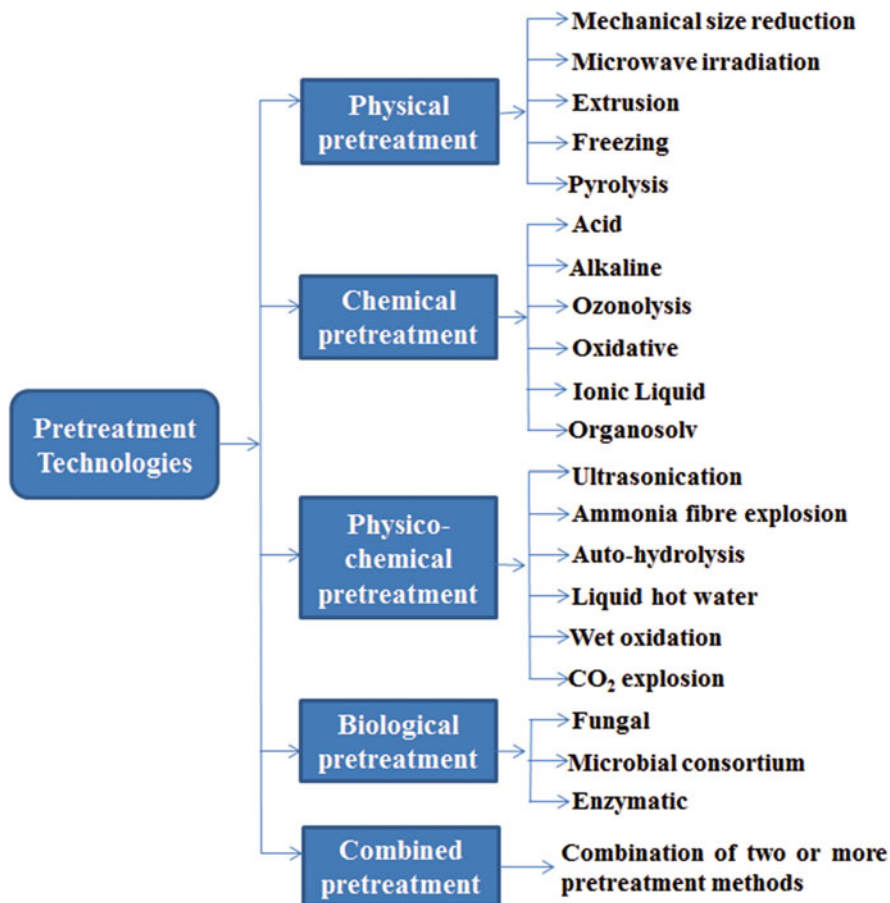 Pretreatment
Technologies
Physical
pretreatment
Mechanical size reduction
Microwave irradiation
Extrusion
Freezing
Pyrolysis
Chemical
pretreatment
Acid
Alkaline
Ozonolysis
Oxidative
Ionic Liquid
Organosolv
Physico-
chemical
pretreatment
Ultrasonication
Ammonia fibre explosion
Auto-hydrolysis
Liquid hot water
Wet oxidation
CO₂ explosion
Biological
pretreatment
Fungal
Microbial consortium
Enzymatic
Combined
pretreatment
Combination of two or more
pretreatment methods